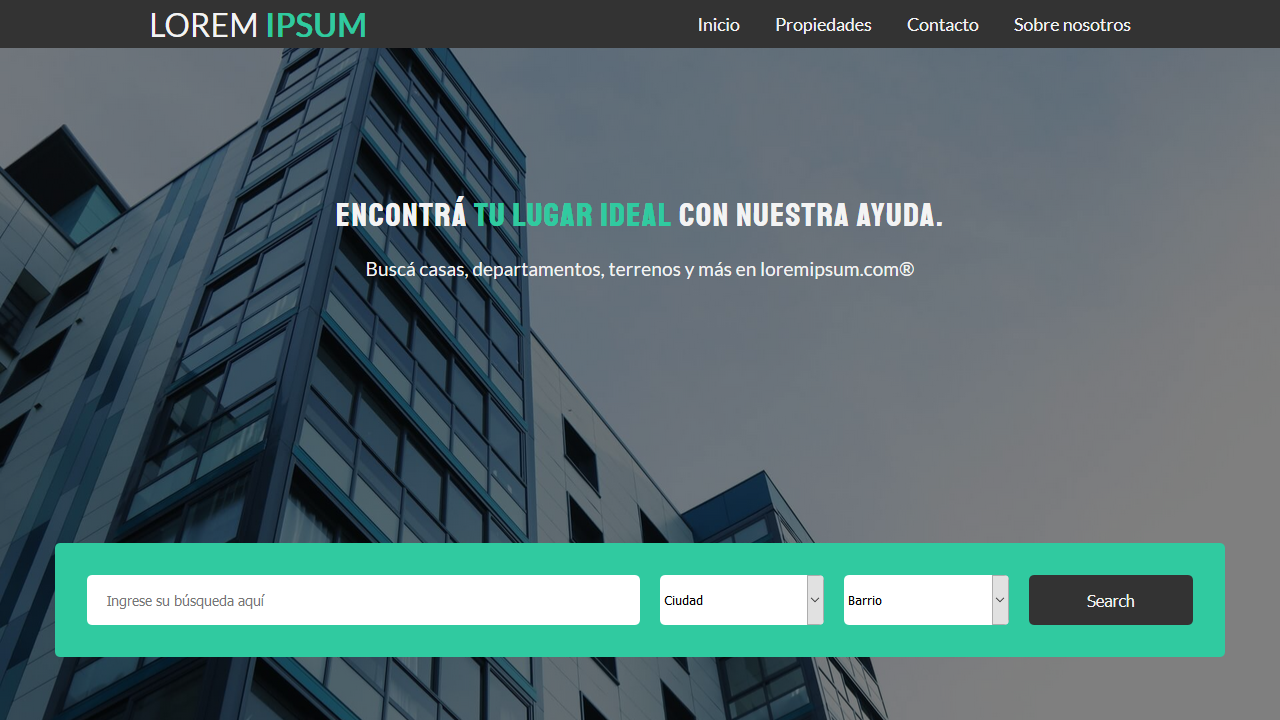 LOREM IPSUM
Inicio Propiedades Contacto Sobre nosotros
ENCONTRÁ TU LUGAR IDEAL CON NUESTRA AYUDA.
Buscá casas, departamentos, terrenos y más en loremipsum.com®
Ingrese su búsqueda aquí
Ciudad
Barrio
Search